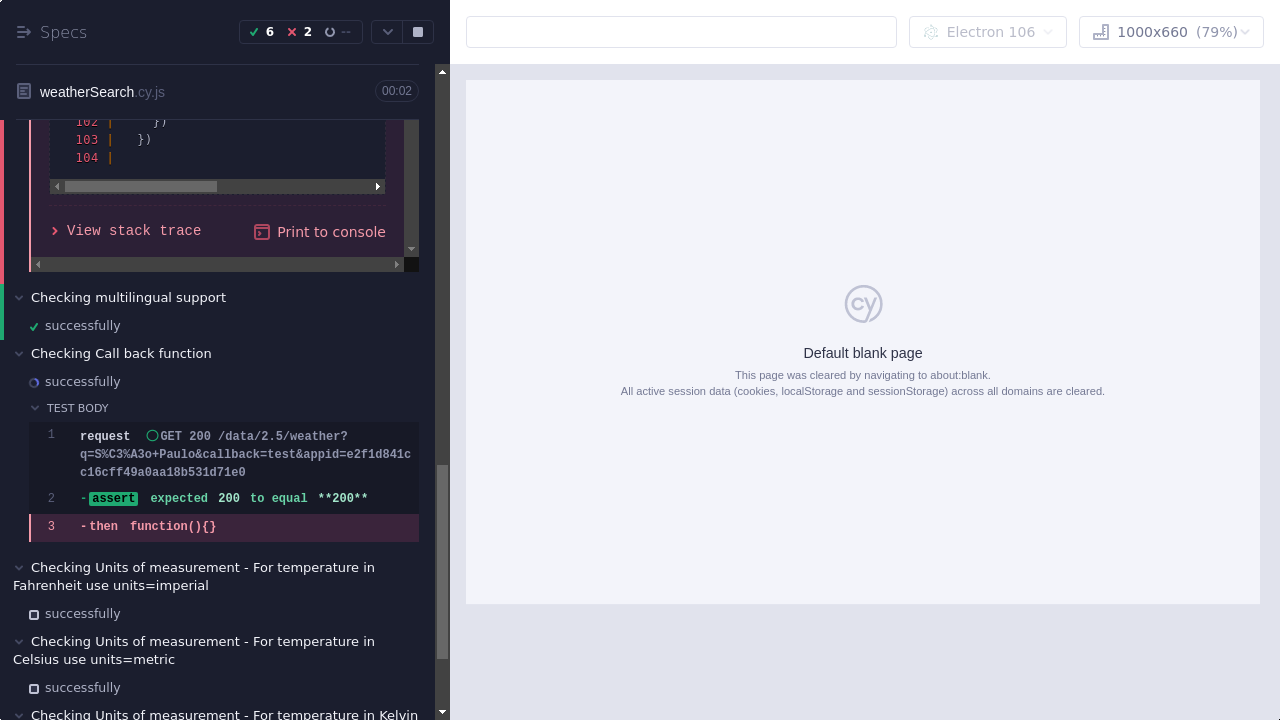 Specs
6 2 --
Electron 106
1000x660 (79%)
weatherSearch.cy.js
00:02
102 | })
103 | })
104 |
View stack trace
Print to console
Checking multilingual support
successfully
Checking Call back function
successfully
TEST BODY
1 request GET 200 /data/2.5/weather?
q=S%C3%A3o+Paulo&callback=test&appid=e2f1d841c
c16cff49a0aa18b531d71e0
2 -assert expected 200 to equal **200**
3 -then function(){}
Checking Units of measurement - For temperature in
Fahrenheit use units=imperial
successfully
Checking Units of measurement - For temperature in
Celsius use units=metric
successfully
Checking Units of measurement - For temperature in Kelvin
cy
Default blank page
This page was cleared by navigating to about:blank.
All active session data (cookies, localStorage and sessionStorage) across all domains are cleared.